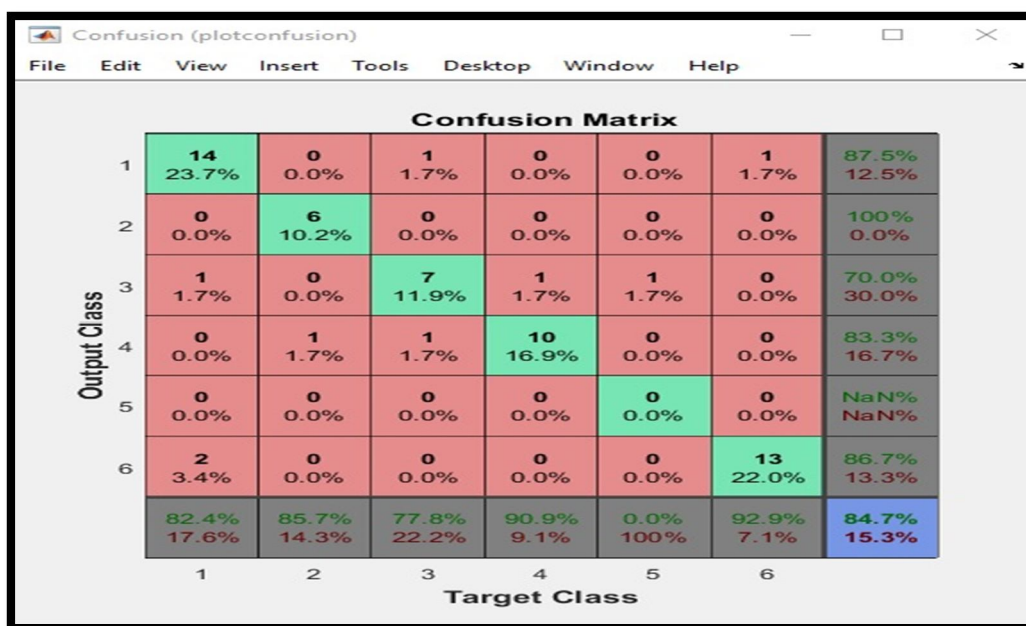 Confusion (plotconfusion)
File Edit View Insert Tools Desktop Window Help
Confusion Matrix
Output Class
1 14 0 1 0 0 1 87.5%
23.7% 0.0% 1.7% 0.0% 0.0% 1.7% 12.5%
2 0 6 0 0 0 0 100%
0.0% 10.2% 0.0% 0.0% 0.0% 0.0% 0.0%
3 1 0 7 1 1 0 70.0%
1.7% 0.0% 11.9% 1.7% 1.7% 0.0% 30.0%
4 0 1 1 10 0 0 83.3%
0.0% 1.7% 1.7% 16.9% 0.0% 0.0% 16.7%
5 0 0 0 0 0 0 NaN%
0.0% 0.0% 0.0% 0.0% 0.0% 0.0% NaN%
6 2 0 0 0 0 13 86.7%
3.4% 0.0% 0.0% 0.0% 0.0% 22.0% 13.3%
82.4% 85.7% 77.8% 90.9% 0.0% 92.9% 84.7%
17.6% 14.3% 22.2% 9.1% 100% 7.1% 15.3%
1 2 3 4 5 6
Target Class